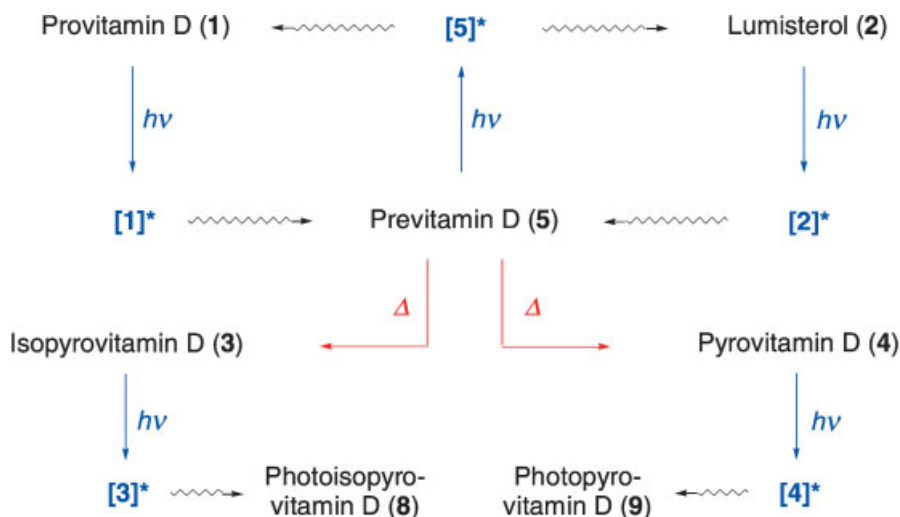 Provitamin D (1) [5]* Lumisterol (2)
hν hν hν
[1]* Previtamin D (5) [2]*
Δ Δ
Isopyrovitamin D (3) Pyrovitamin D (4)
hν hν
[3]* Photoisopyro- Photopyro- [4]*
vitamin D (8) vitamin D (9)